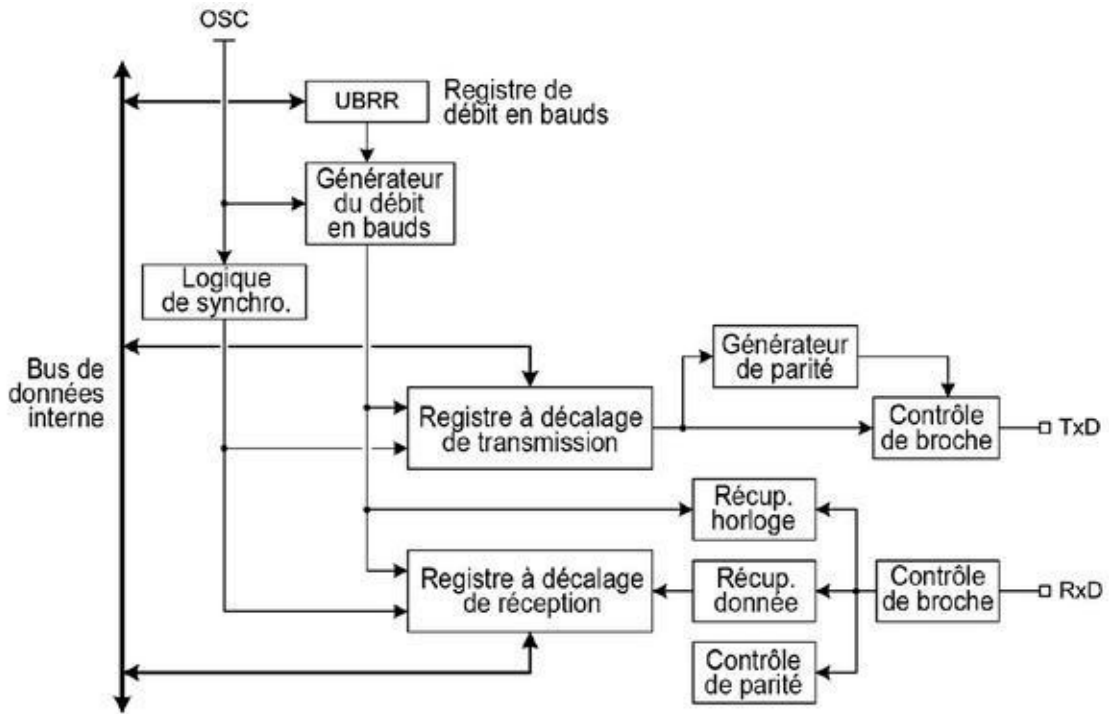 OSC
UBRR
Registre de
débit en bauds
Générateur
du débit
en bauds
Logique
de synchro.
Bus de
données
interne
Registre à décalage
de transmission
Générateur
de parité
Contrôle
de broche
TxD
Récup.
horloge
Registre à décalage
de réception
Récup.
donnée
Contrôle
de broche
RxD
Contrôle
de parité